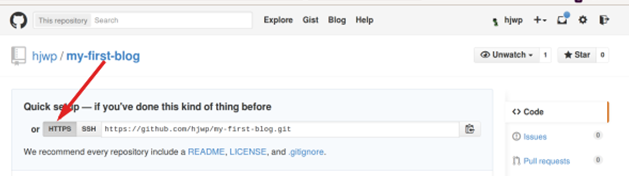 This repository Search Explore Gist Blog Help hjwp
hjwp / my-first-blog Unwatch 1 Star 0
Quick setup — if you've done this kind of thing before
or HTTPS SSH https://github.com/hjwp/my-first-blog.git
We recommend every repository include a README, LICENSE, and .gitignore.
Code
Issues 0
Pull requests 0